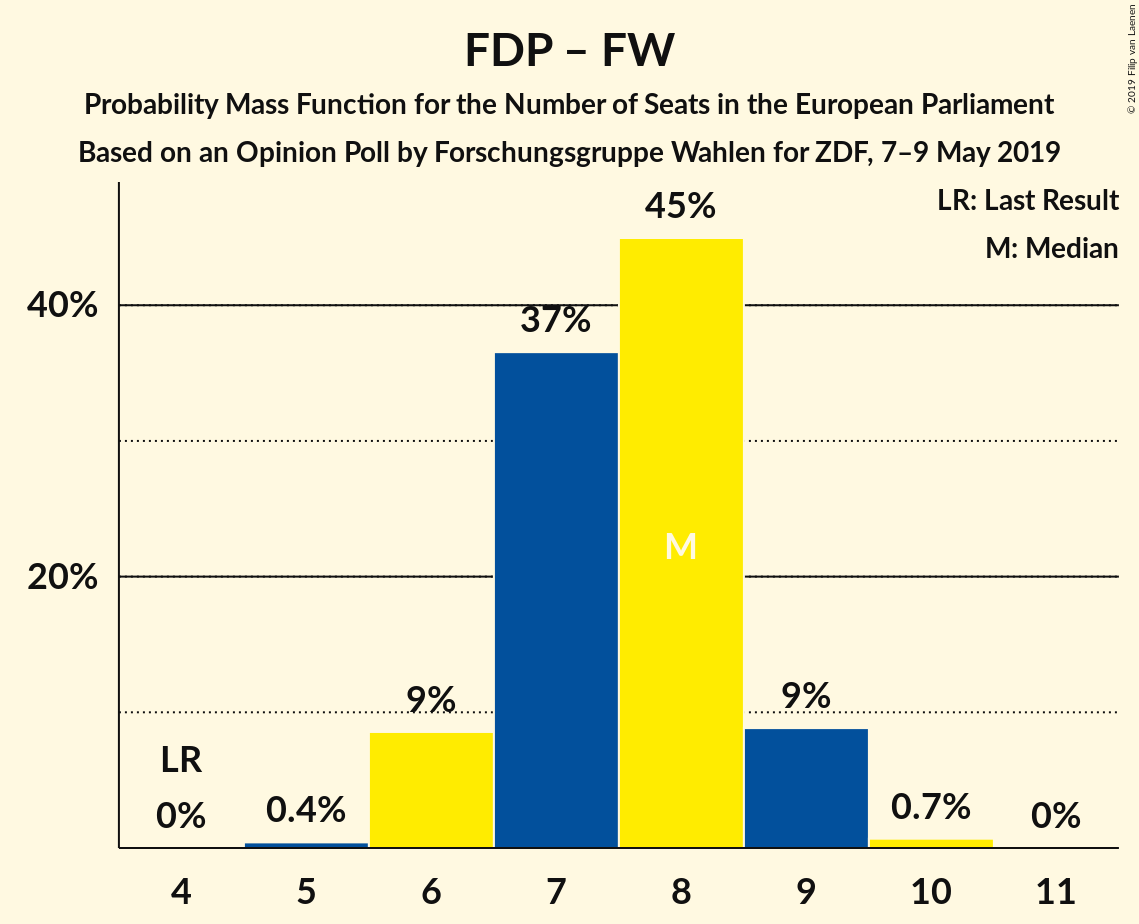 FDP – FW
Probability Mass Function for the Number of Seats in the European Parliament
Based on an Opinion Poll by Forschungsgruppe Wahlen for ZDF, 7–9 May 2019
© 2019 Filip van Laenen
LR: Last Result
M: Median
45%
40%
37%
M
20%
9%
9%
LR
0%
0.4%
0.7%
0%
4 5 6 7 8 9 10 11